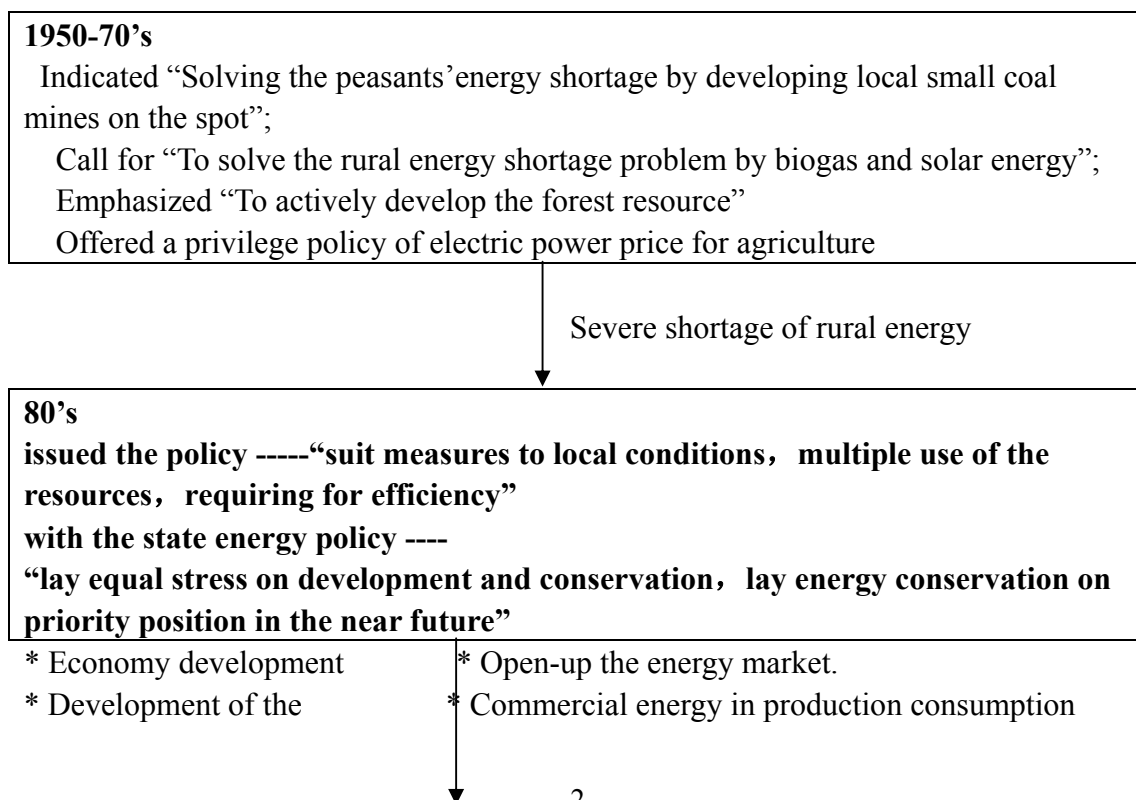 1950-70’s
Indicated “Solving the peasants’energy shortage by developing local small coal
mines on the spot”;
Call for “To solve the rural energy shortage problem by biogas and solar energy”;
Emphasized “To actively develop the forest resource”
Offered a privilege policy of electric power price for agriculture
Severe shortage of rural energy
80’s
issued the policy -----“suit measures to local conditions，multiple use of the
resources，requiring for efficiency”
with the state energy policy ----
“lay equal stress on development and conservation，lay energy conservation on
priority position in the near future”
* Economy development * Open-up the energy market.
* Development of the * Commercial energy in production consumption
2